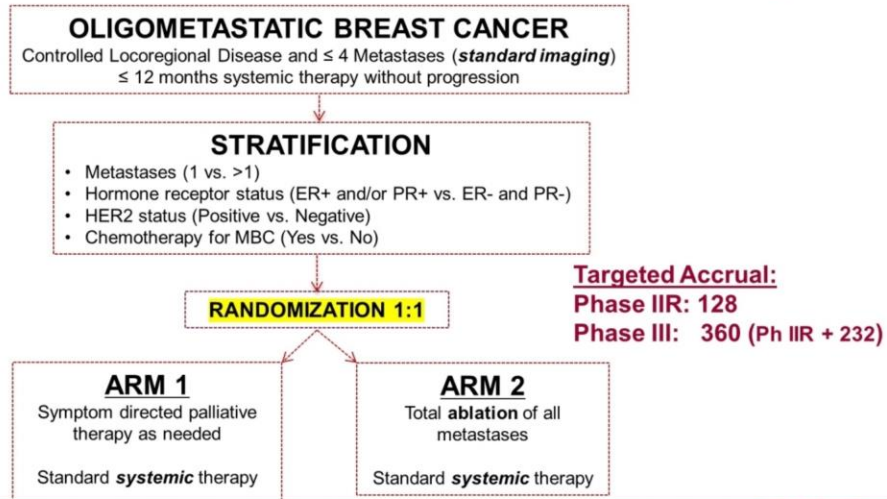 OLIGOMETASTATIC BREAST CANCER
Controlled Locoregional Disease and ≤ 4 Metastases (standard imaging)
≤ 12 months systemic therapy without progression
STRATIFICATION
• Metastases (1 vs. >1)
• Hormone receptor status (ER+ and/or PR+ vs. ER- and PR-)
• HER2 status (Positive vs. Negative)
• Chemotherapy for MBC (Yes vs. No)
RANDOMIZATION 1:1
Targeted Accrual:
Phase IIR: 128
Phase III: 360 (Ph IIR + 232)
ARM 1
Symptom directed palliative
therapy as needed
Standard systemic therapy
ARM 2
Total ablation of all
metastases
Standard systemic therapy